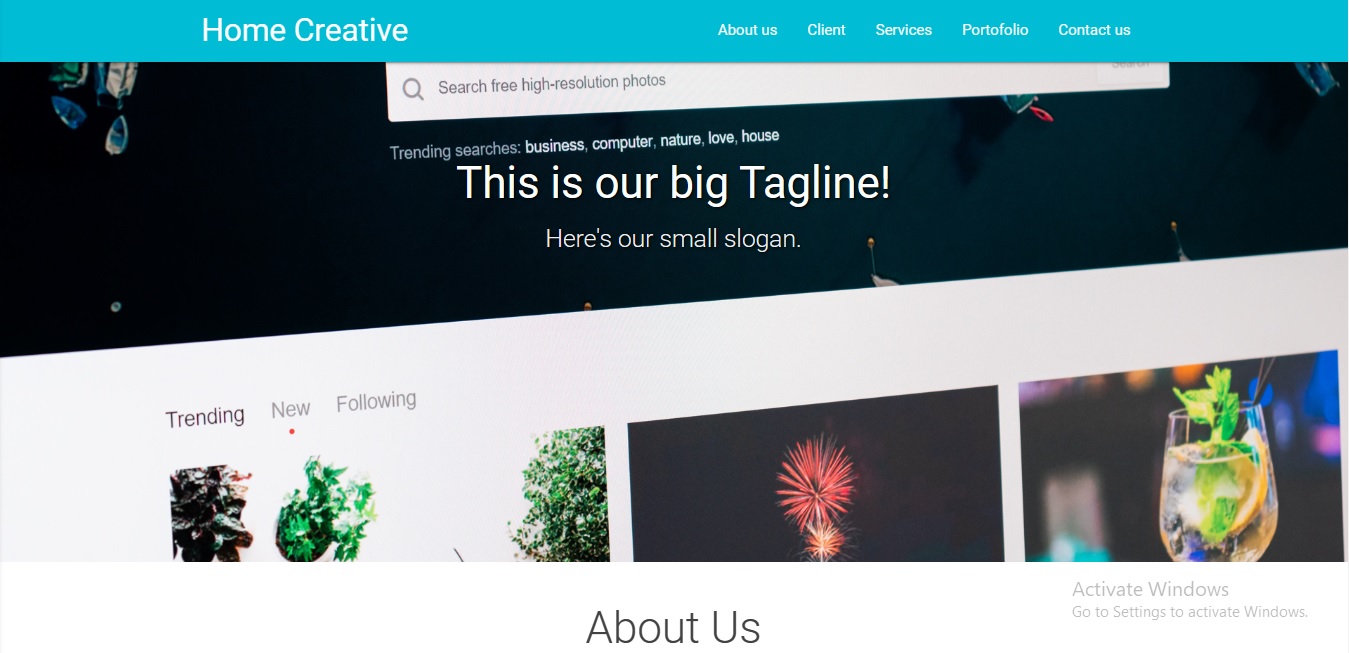 Home Creative
About us Client Services Portofolio Contact us
Search
Search free high-resolution photos
Trending searches: business, computer, nature, love, house
This is our big Tagline!
Here's our small slogan.
Trending New Following
About Us
Activate Windows
Go to Settings to activate Windows.